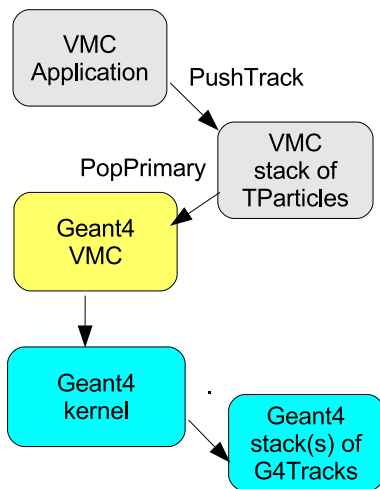 VMC
Application
PushTrack
VMC
stack of
TParticles
PopPrimary
Geant4
VMC
Geant4
kernel
.
Geant4
stack(s) of
G4Tracks